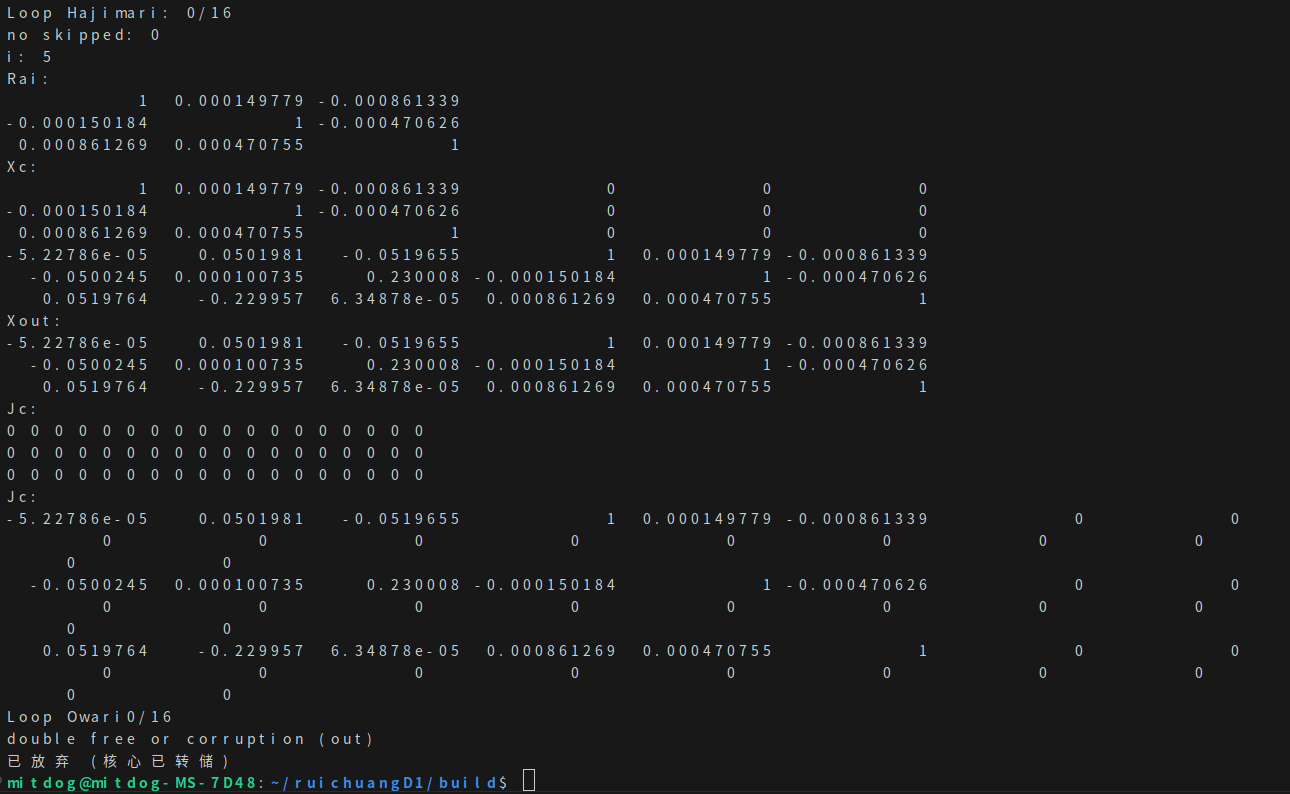 Loop Hajimari: 0/16
no skipped: 0
i: 5
Rai:
1 0.000149779 -0.000861339
-0.000150184 1 -0.000470626
0.000861269 0.000470755 1
Xc:
1 0.000149779 -0.000861339 0 0 0
-0.000150184 1 -0.000470626 0 0 0
0.000861269 0.000470755 1 0 0 0
-5.22786e-05 0.0501981 -0.0519655 1 0.000149779 -0.000861339
-0.0500245 0.000100735 0.230008 -0.000150184 1 -0.000470626
0.0519764 -0.229957 6.34878e-05 0.000861269 0.000470755 1
Xout:
-5.22786e-05 0.0501981 -0.0519655 1 0.000149779 -0.000861339
-0.0500245 0.000100735 0.230008 -0.000150184 1 -0.000470626
0.0519764 -0.229957 6.34878e-05 0.000861269 0.000470755 1
Jc:
0 0 0 0 0 0 0 0 0 0 0 0 0 0 0 0 0 0
0 0 0 0 0 0 0 0 0 0 0 0 0 0 0 0 0 0
0 0 0 0 0 0 0 0 0 0 0 0 0 0 0 0 0 0
Jc:
-5.22786e-05 0.0501981 -0.0519655 1 0.000149779 -0.000861339 0 0
0 0 0 0 0 0 0 0
0 0
-0.0500245 0.000100735 0.230008 -0.000150184 1 -0.000470626 0 0
0 0 0 0 0 0 0 0
0 0
0.0519764 -0.229957 6.34878e-05 0.000861269 0.000470755 1 0 0
0 0 0 0 0 0 0 0
0 0
Loop Owari0/16
double free or corruption (out)
已放弃 (核心已转储)
mitdog@mitdog-MS-7D48:~/ruichuangD1/build$